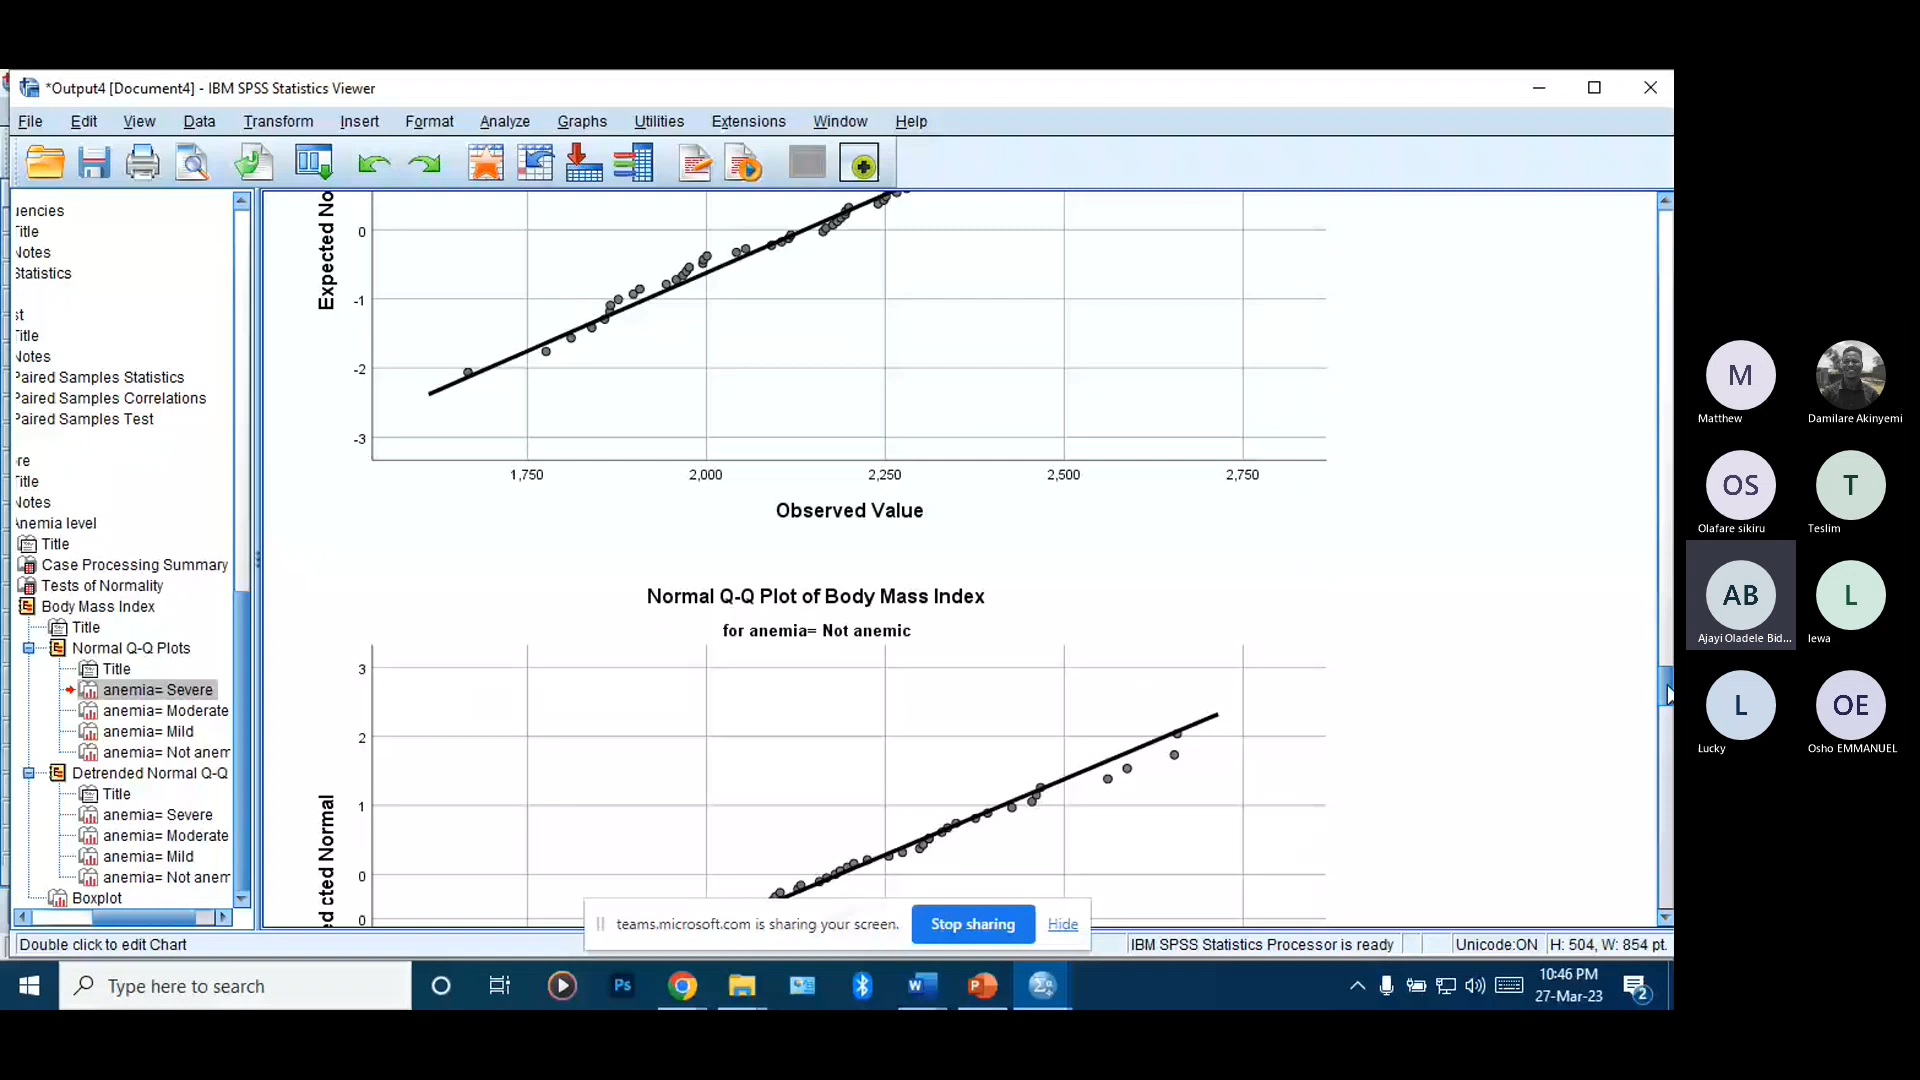 *Output4 [Document4] - IBM SPSS Statistics Viewer
File Edit View Data Transform Insert Format Analyze Graphs Utilities Extensions Window Help
uencies
Title
Notes
Statistics
st
Title
Notes
Paired Samples Statistics
Paired Samples Correlations
Paired Samples Test
re
Title
Notes
Anemia level
Title
Case Processing Summary
Tests of Normality
Body Mass Index
Title
Normal Q-Q Plots
Title
anemia= Severe
anemia= Moderate
anemia= Mild
anemia= Not anem
Detrended Normal Q-Q
Title
anemia= Severe
anemia= Moderate
anemia= Mild
anemia= Not anem
Boxplot
Expected No
0
-1
-2
-3
1,750 2,000 2,250 2,500 2,750
Observed Value
Normal Q-Q Plot of Body Mass Index
for anemia= Not anemic
3
2
1
0
0
ed cted Normal
teams.microsoft.com is sharing your screen. Stop sharing Hide
Double click to edit Chart
IBM SPSS Statistics Processor is ready
Unicode:ON
H: 504, W: 854 pt.
Type here to search
Ps
W
P
10:46 PM
27-Mar-23
2
M
Matthew
Damilare Akinyemi
OS
Olafare sikiru
T
Teslim
AB
Ajayi Oladele Bid...
L
lewa
L
Lucky
OE
Osho EMMANUEL